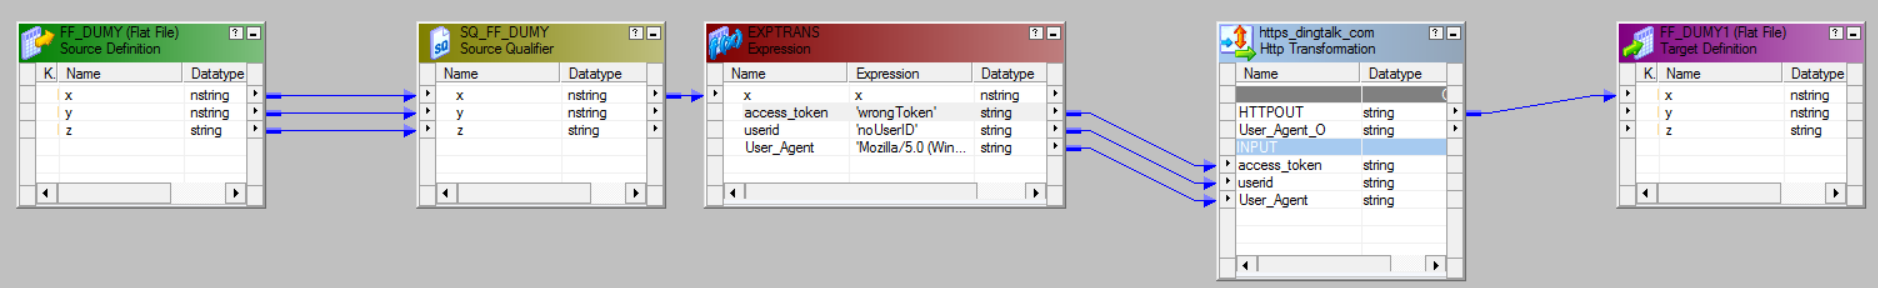 FF_DUMY (Flat File)
Source Definition
K. Name Datatype
x nstring
y nstring
z string
SQ_FF_DUMY
Source Qualifier
Name Datatype
x nstring
y nstring
z string
EXPTRANS
Expression
Name Expression Datatype
x x nstring
access_token 'wrongToken' string
userid 'noUserID' string
User_Agent 'Mozilla/5.0 (Win... string
https_dingtalk_com
Http Transformation
Name Datatype
HTTPOUT string
User_Agent_O string
INPUT
access_token string
userid string
User_Agent string
FF_DUMY1 (Flat File)
Target Definition
K. Name Datatype
x nstring
y nstring
z string